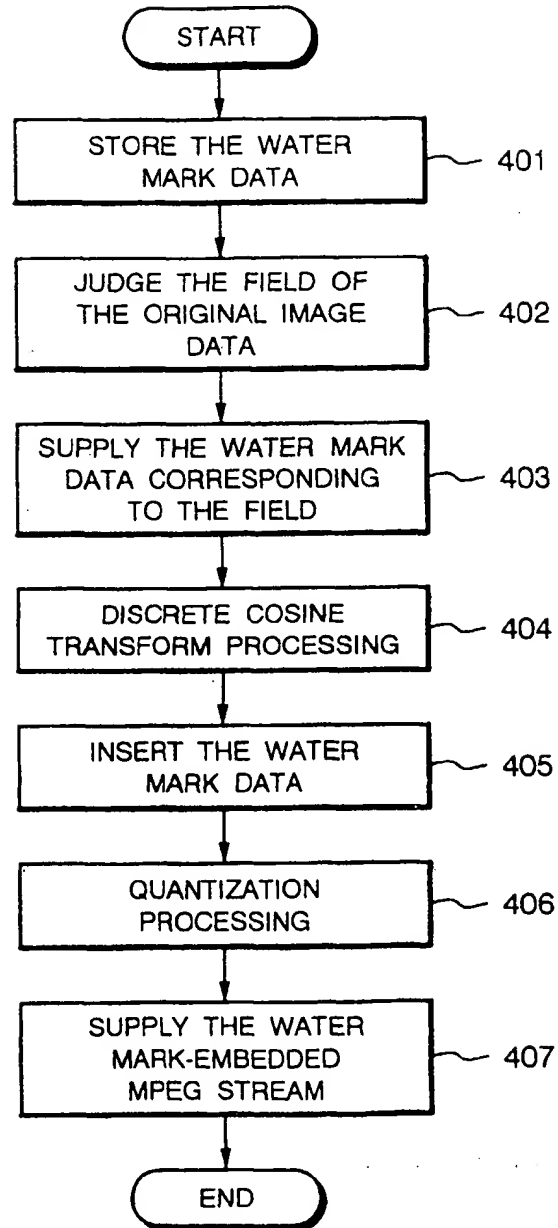 START
STORE THE WATER
MARK DATA
401
JUDGE THE FIELD OF
THE ORIGINAL IMAGE
DATA
402
SUPPLY THE WATER MARK
DATA CORRESPONDING
TO THE FIELD
403
DISCRETE COSINE
TRANSFORM PROCESSING
404
INSERT THE WATER
MARK DATA
405
QUANTIZATION
PROCESSING
406
SUPPLY THE WATER
MARK-EMBEDDED
MPEG STREAM
407
END